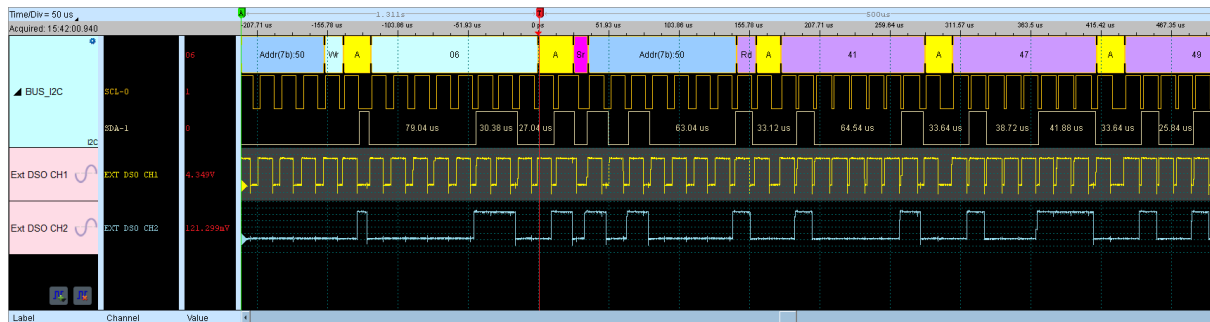 Time/Div = 50 us
Acquired: 15:42:00.940
A
1.311s
T
500us
-207.71 us -155.78 us -103.86 us -51.93 us 0 ps 51.93 us 103.86 us 155.78 us 207.71 us 259.64 us 311.57 us 363.5 us 415.42 us 467.35 us
06
Addr(7b):50 Wr A 06 A Sr Addr(7b):50 Rd A 41 A 47 A 49
BUS_I2C
SCL-0 1
SDA-1 0
79.04 us 30.38 us 27.04 us 63.04 us 33.12 us 64.54 us 33.64 us 38.72 us 41.88 us 33.64 us 25.84 us
I2C
Ext DSO CH1 EXT DSO CH1 4.349V
Ext DSO CH2 EXT DSO CH2 121.299mV
Label Channel Value